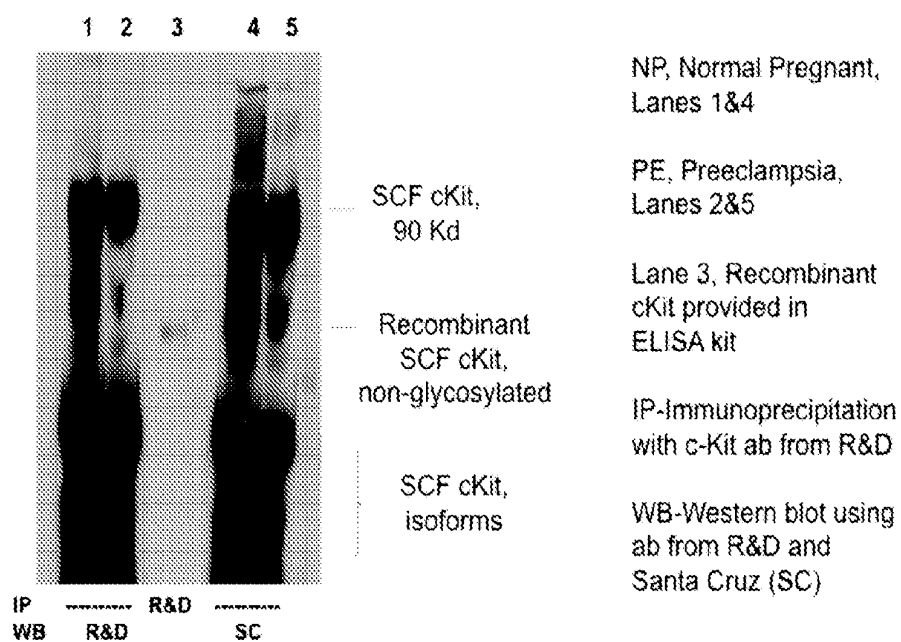 1 2 3 4 5
SCF cKit,
90 Kd
Recombinant
SCF cKit,
non-glycosylated
SCF cKit,
isoforms
NP, Normal Pregnant,
Lanes 1&4
PE, Preeclampsia,
Lanes 2&5
Lane 3, Recombinant
cKit provided in
ELISA kit
IP-Immunoprecipitation
with c-Kit ab from R&D
WB-Western blot using
ab from R&D and
Santa Cruz (SC)
IP ---------- R&D ----------
WB R&D SC